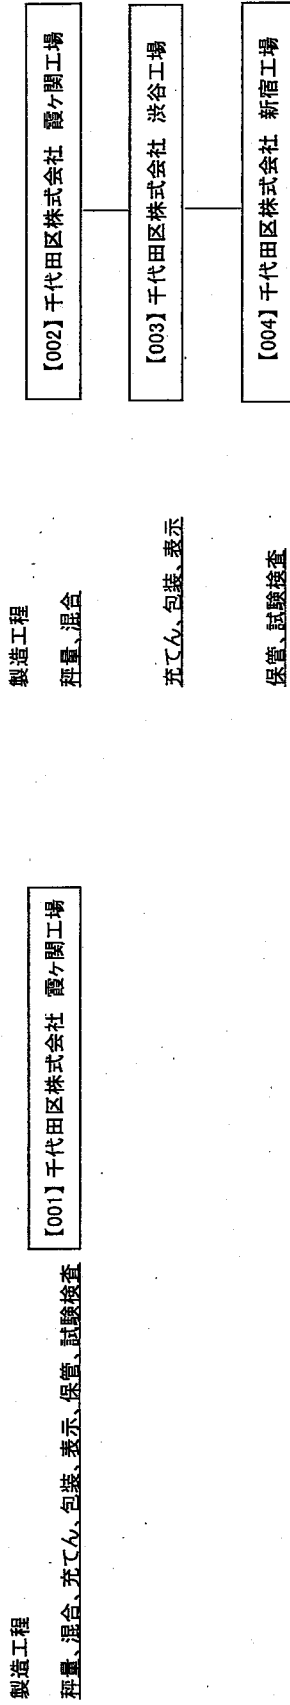 製造工程
秤量、混合、充てん、包装、表示、保管、試験検査
【001】千代田区株式会社 霞ヶ関工場
製造工程
秤量、混合
【002】千代田区株式会社 霞ヶ関工場
充てん、包装、表示
【003】千代田区株式会社 渋谷工場
保管、試験検査
【004】千代田区株式会社 新宿工場